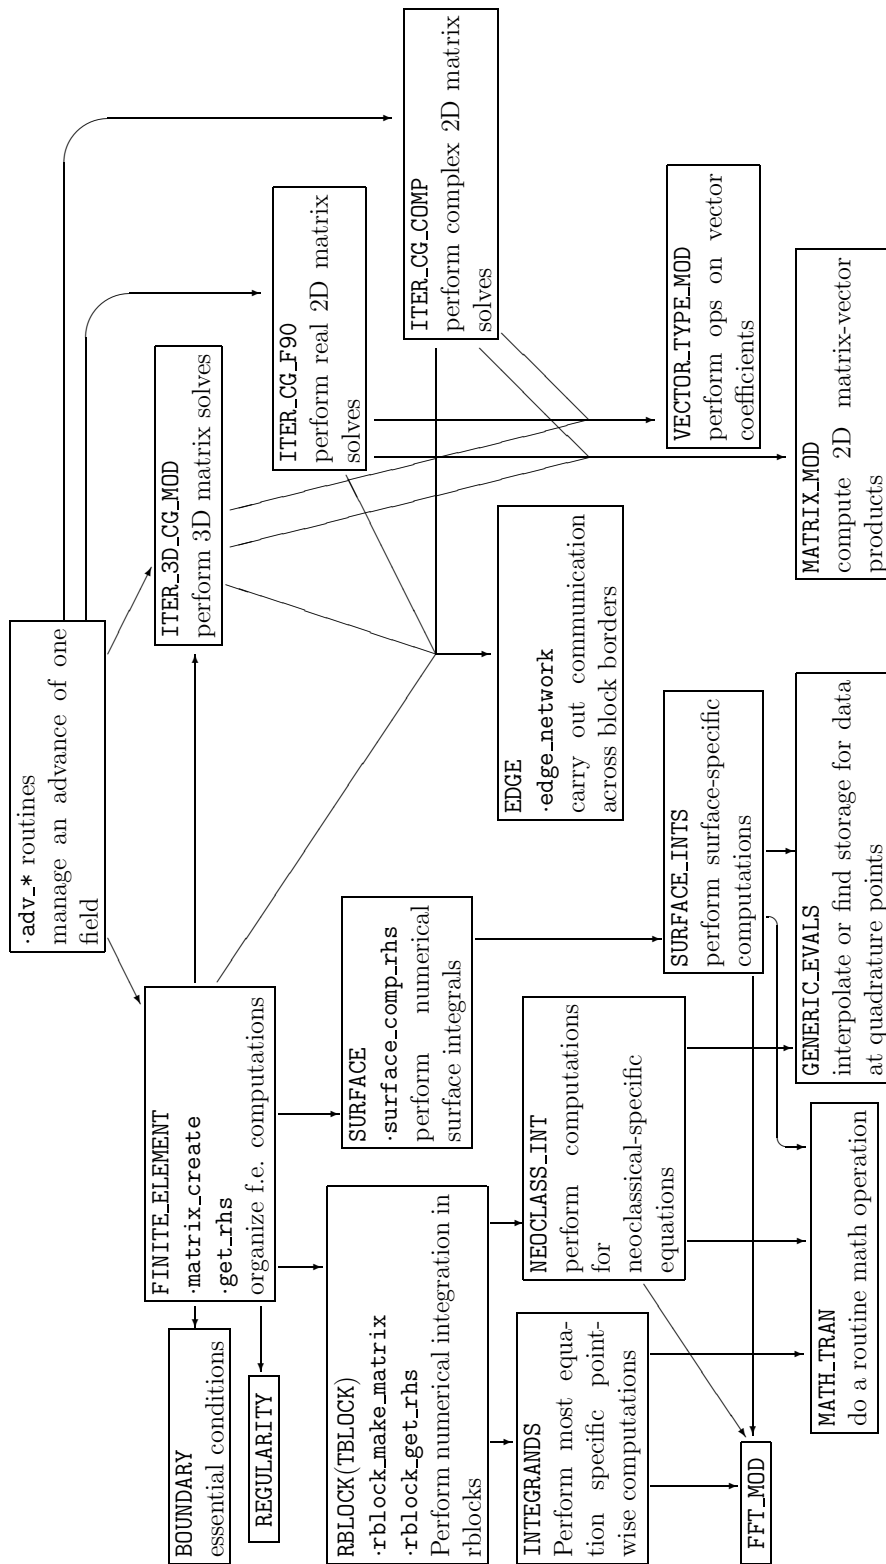 ·adv_* routines
manage an advance of one
field
FINITE_ELEMENT
·matrix_create
·get_rhs
organize f.e. computations
ITER_3D_CG_MOD
perform 3D matrix solves
BOUNDARY
essential conditions
REGULARITY
ITER_CG_F90
perform real 2D matrix
solves
RBLOCK(TBLOCK)
·rblock_make_matrix
·rblock_get_rhs
Perform numerical integration in
rblocks
SURFACE
·surface_comp_rhs
perform numerical
surface integrals
ITER_CG_COMP
perform complex 2D matrix
solves
EDGE
·edge_network
carry out communication
across block borders
INTEGRANDS
Perform most equa-
tion specific point-
wise computations
NEOCLASS_INT
perform computations
for
neoclassical-specific
equations
SURFACE_INTS
perform surface-specific
computations
VECTOR_TYPE_MOD
perform ops on vector
coefficients
FFT_MOD
MATH_TRAN
do a routine math operation
GENERIC_EVALS
interpolate or find storage for data
at quadrature points
MATRIX_MOD
compute 2D matrix-vector
products